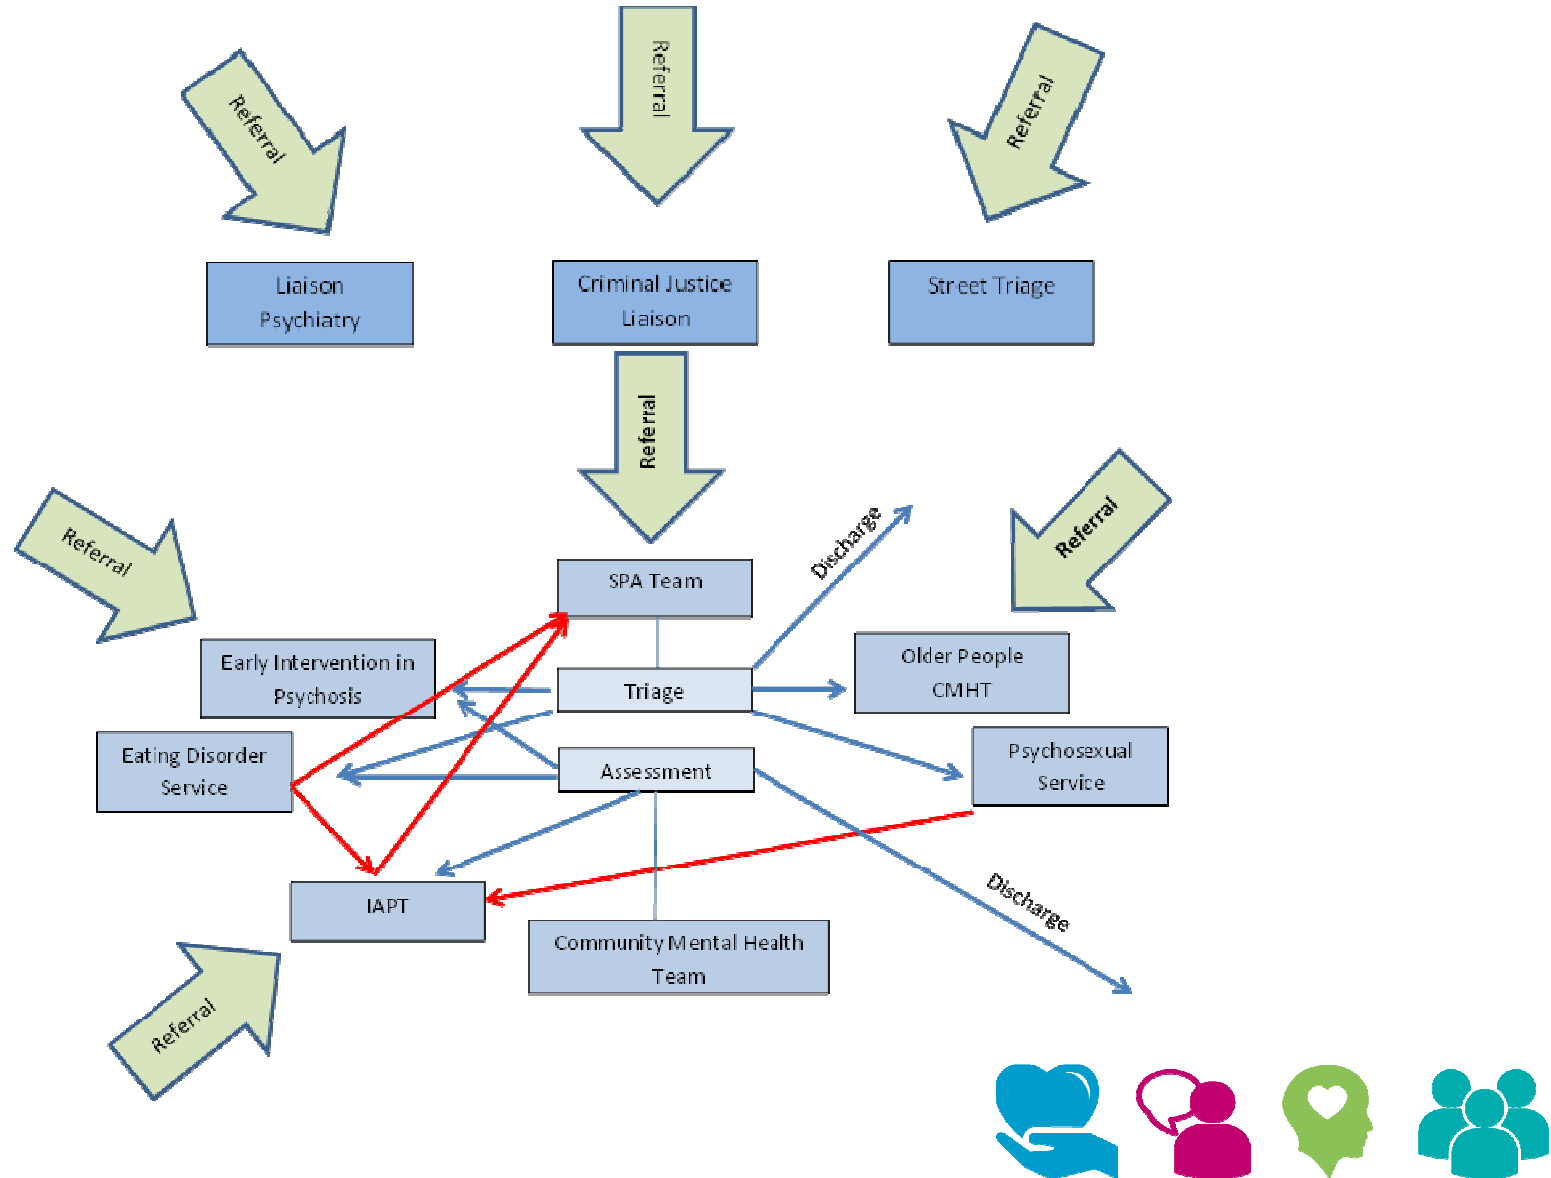 Referral
Referral
Referral
Liaison
Psychiatry
Criminal Justice
Liaison
Street Triage
Referral
Referral
Referral
Discharge
SPA Team
Early Intervention in
Psychosis
Triage
Older People
CMHT
Eating Disorder
Service
Assessment
Psychosexual
Service
IAPT
Discharge
Community Mental Health
Team
Referral